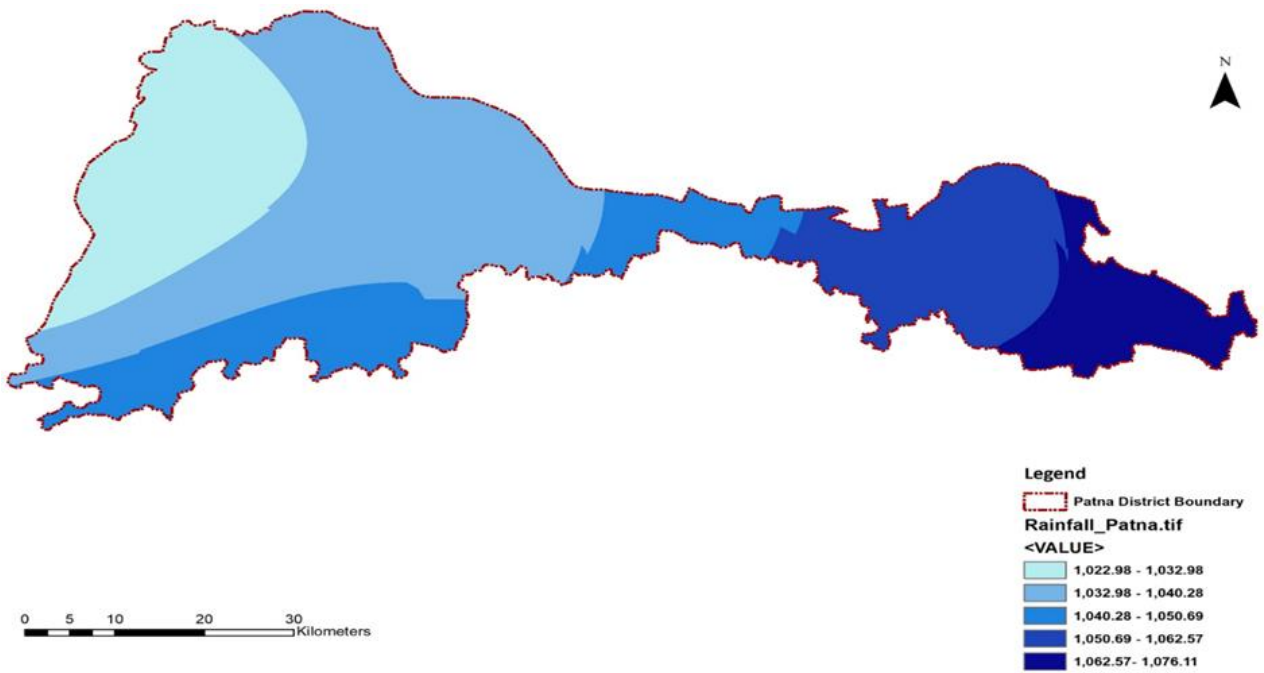 N
Legend
Patna District Boundary
Rainfall_Patna.tif
<VALUE>
1,022.98 - 1,032.98
1,032.98 - 1,040.28
1,040.28 - 1,050.69
1,050.69 - 1,062.57
1,062.57- 1,076.11
0 5 10 20 30
Kilometers